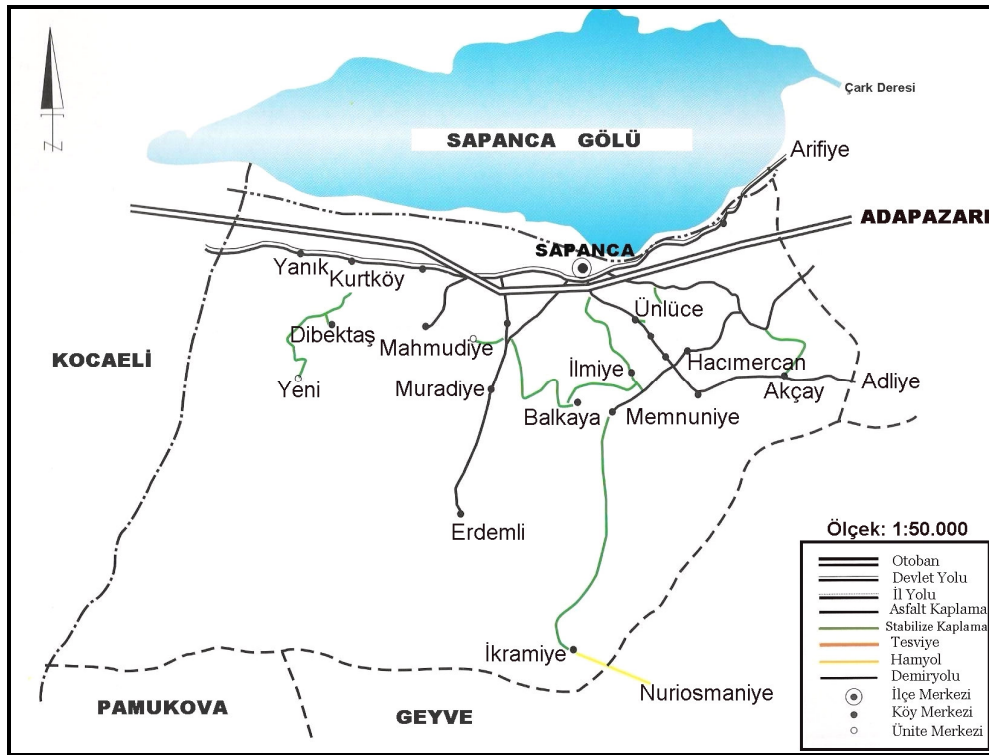 Çark Deresi
SAPANCA GÖLÜ
Arifiye
ADAPAZARI
SAPANCA
Yanık
Kurtköy
Ünlüce
Dibektaş
Mahmudiye
KOCAELİ
İlmiye
Hacımercan
Yeni
Muradiye
Akçay
Adliye
Balkaya
Memnuniye
Erdemli
İkramiye
Nuriosmaniye
PAMUKOVA
GEYVE
Ölçek: 1:50.000
Otoban
Devlet Yolu
İl Yolu
Asfalt Kaplama
Stabilize Kaplama
Tesviye
Hamyol
Demiryolu
İlçe Merkezi
Köy Merkezi
Ünite Merkezi
N